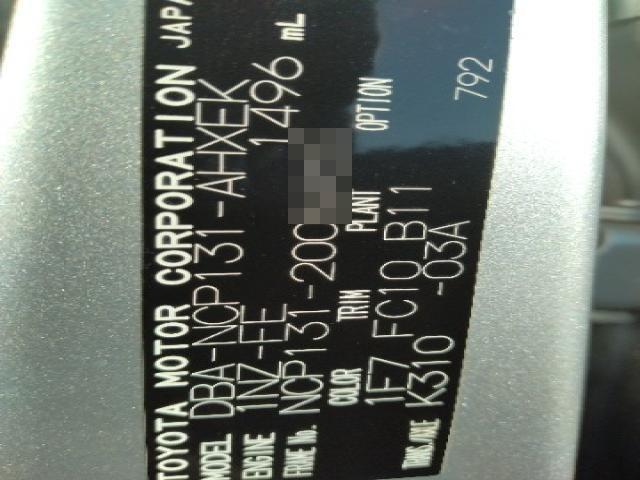 TOYOTA MOTOR CORPORATION JAPA
MODEL DBA-NCP131-AHXEK
ENGINE 1NZ-FE 1496 mL
FRAME No. NCP131-200
COLOR TRIM PLANT OPTION
1F7 FC10 B11 792
TRANS./AXLE K310 -03A